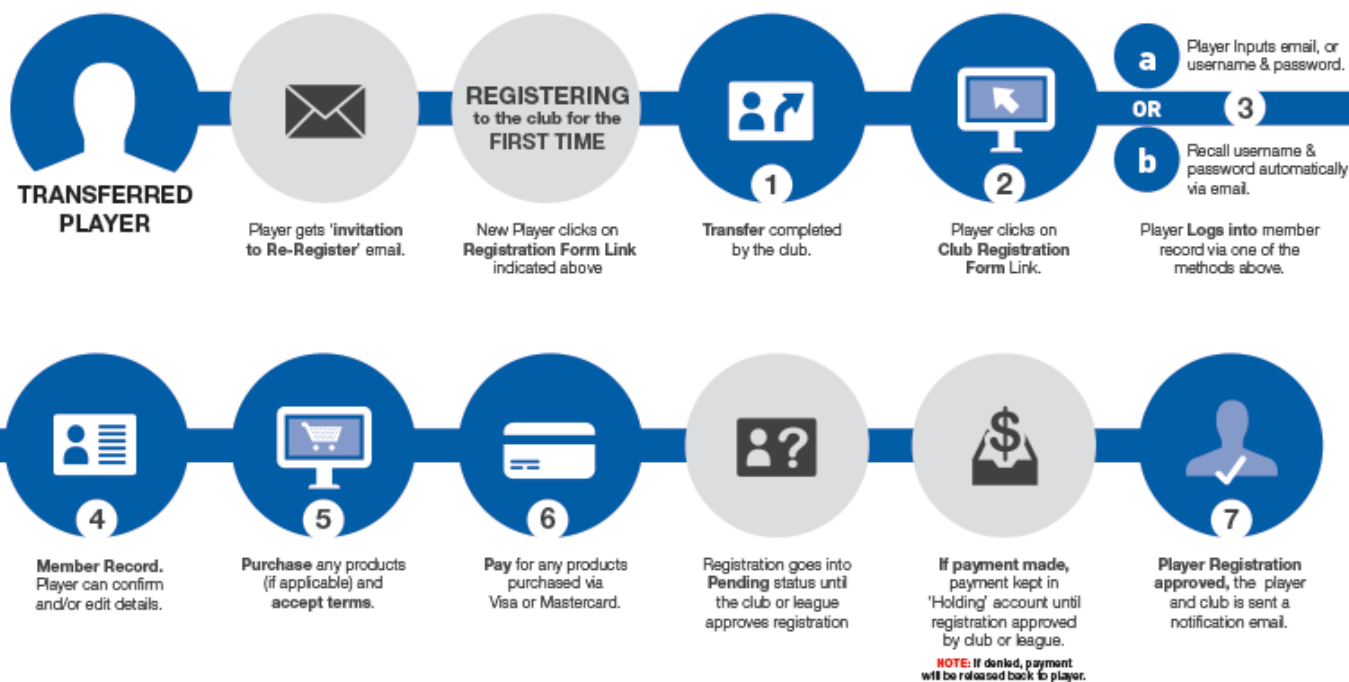 TRANSFERRED
PLAYER
Player gets 'invitation
to Re-Register' email.
REGISTERING
to the club for the
FIRST TIME
New Player clicks on
Registration Form Link
indicated above
1
Transfer completed
by the club.
2
Player clicks on
Club Registration
Form Link.
a
Player Inputs email, or
username & password.
OR
3
b
Recall username &
password automatically
via email.
Player Logs into member
record via one of the
methods above.
4
Member Record.
Player can confirm
and/or edit details.
5
Purchase any products
(if applicable) and
accept terms.
6
Pay for any products
purchased via
Visa or Mastercard.
?
Registration goes into
Pending status until
the club or league
approves registration
$
If payment made,
payment kept in
'Holding' account until
registration approved
by club or league.
NOTE: If denied, payment
will be released back to player.
7
Player Registration
approved, the player
and club is sent a
notification email.